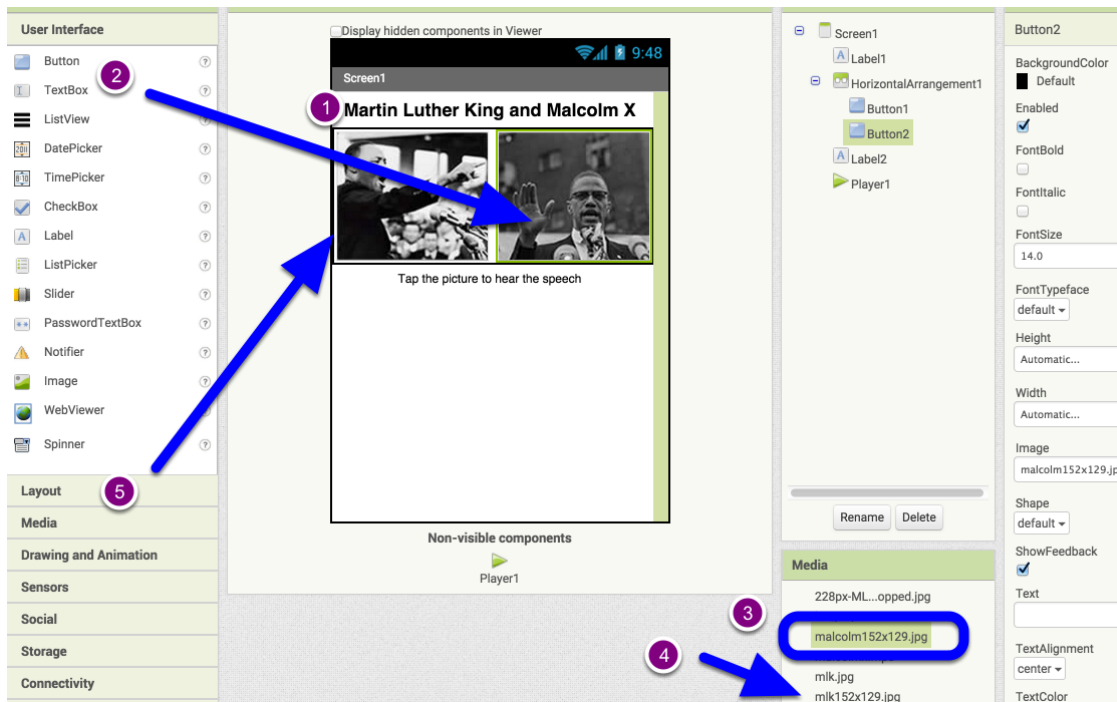 User Interface
Button
TextBox
ListView
DatePicker
TimePicker
CheckBox
Label
ListPicker
Slider
PasswordTextBox
Notifier
Image
WebViewer
Spinner
Layout
Media
Drawing and Animation
Sensors
Social
Storage
Connectivity
2
5
Display hidden components in Viewer
9:48
Screen1
1
Martin Luther King and Malcolm X
Tap the picture to hear the speech
Non-visible components
Player1
Screen1
Label1
HorizontalArrangement1
Button1
Button2
Label2
Player1
Rename
Delete
Media
228px-ML...opped.jpg
3
malcolm152x129.jpg
4
mlk.jpg
mlk152x129.jpg
Button2
BackgroundColor
Default
Enabled
FontBold
FontItalic
FontSize
14.0
FontTypeface
default
Height
Automatic...
Width
Automatic...
Image
malcolm152x129.jp
Shape
default
ShowFeedback
Text
TextAlignment
center
TextColor